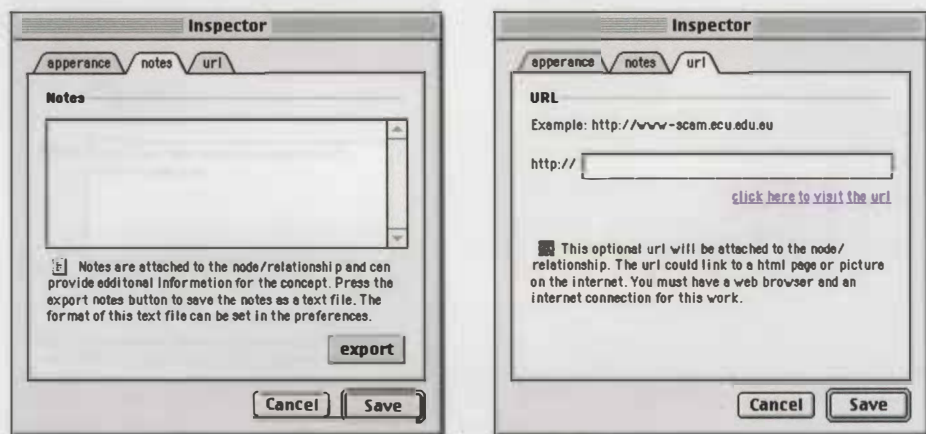 Inspector
apperance notes url
Notes
Notes are attached to the node/relationship and can
provide additonal Information for the concept. Press the
export notes button to save the notes as a text file. The
format of this text file can be set in the preferences.
export
Cancel Save
Inspector
apperance notes url
URL
Example: http://www-scam.ecu.edu.au
http://
click here to visit the url
This optional url will be attached to the node/
relationship. The url could link to a html page or picture
on the internet. You must have a web browser and an
internet connection for this work.
Cancel Save